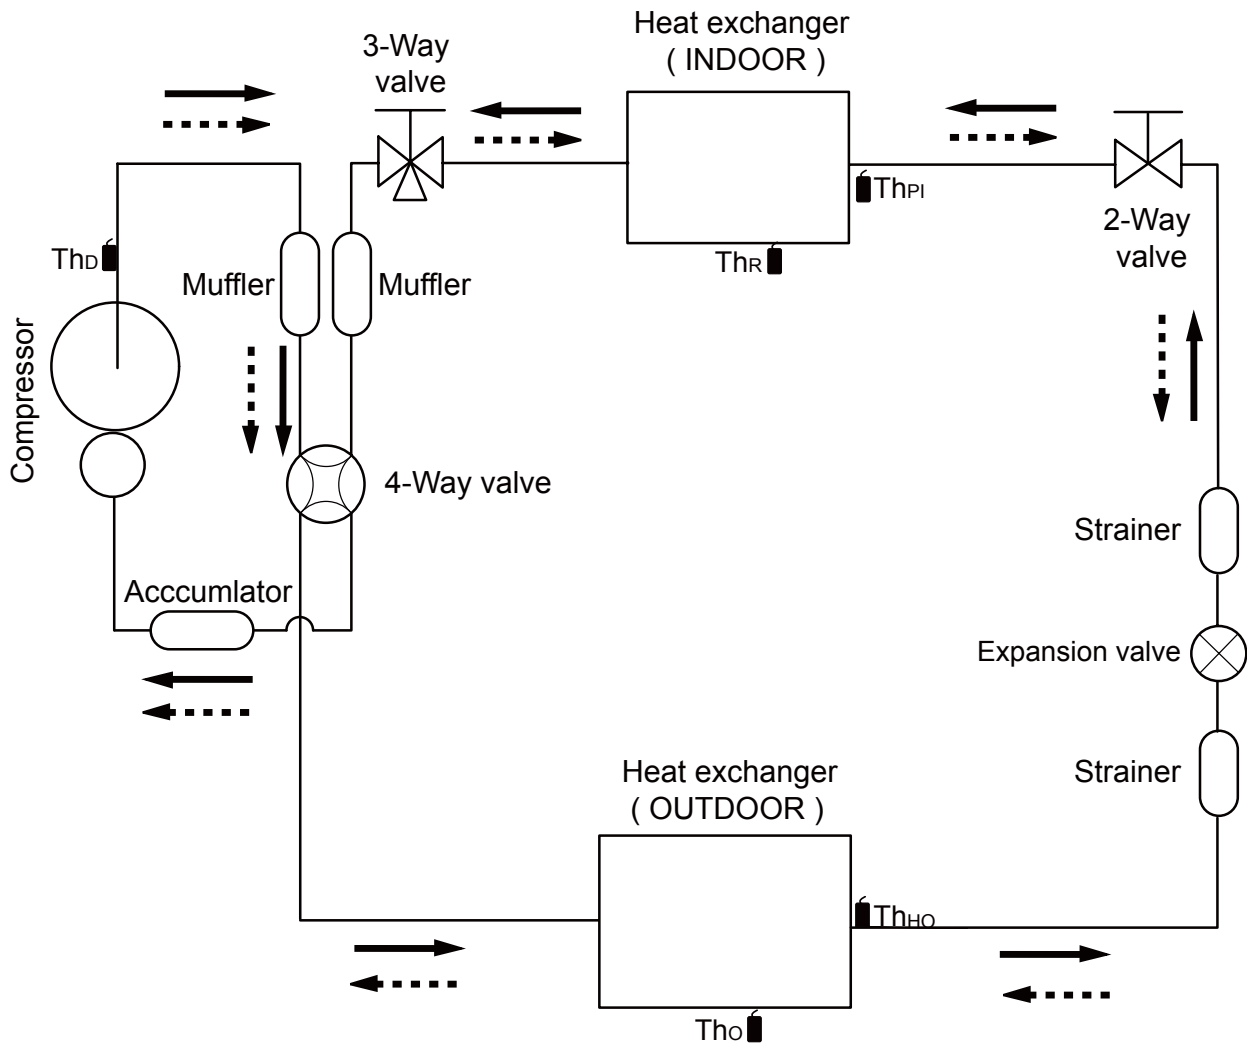 Heat exchanger
( INDOOR )
3-Way
valve
ThPI
2-Way
valve
ThR
ThD
Muffler
Muffler
Compressor
4-Way valve
Strainer
Acccumlator
Expansion valve
Strainer
Heat exchanger
( OUTDOOR )
ThHO
ThO